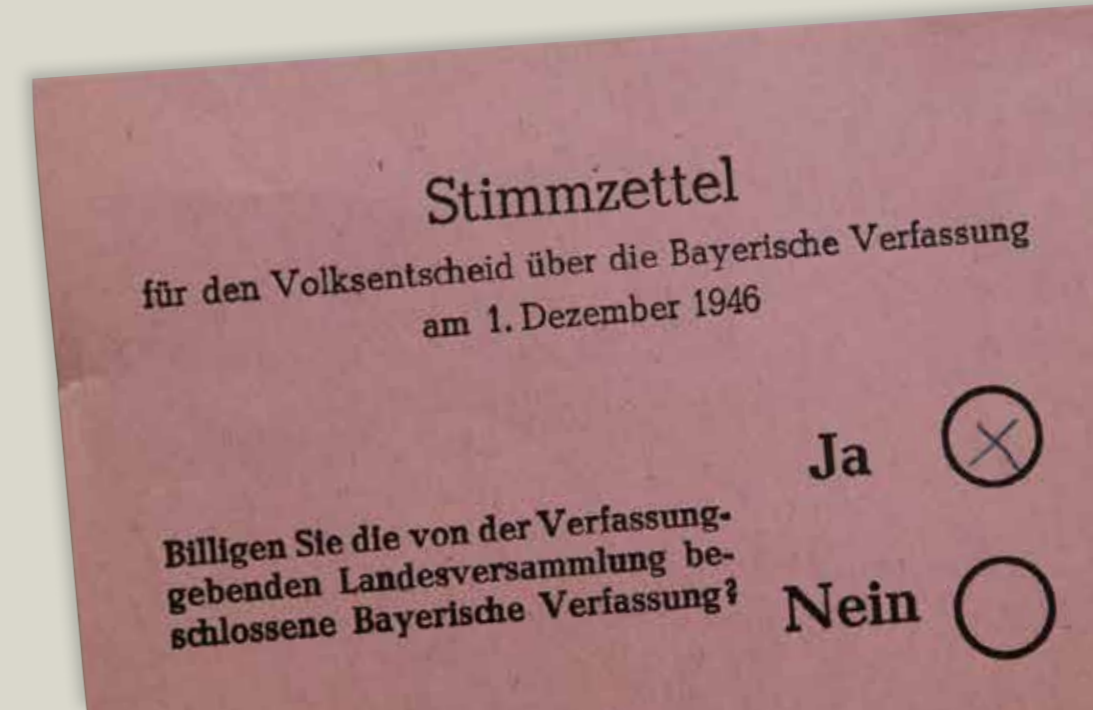 Stimmzettel
für den Volksentscheid über die Bayerische Verfassung
am 1. Dezember 1946
Ja
Billigen Sie die von der Verfassung-
gebenden Landesversammlung be-
schlossene Bayerische Verfassung?
Nein